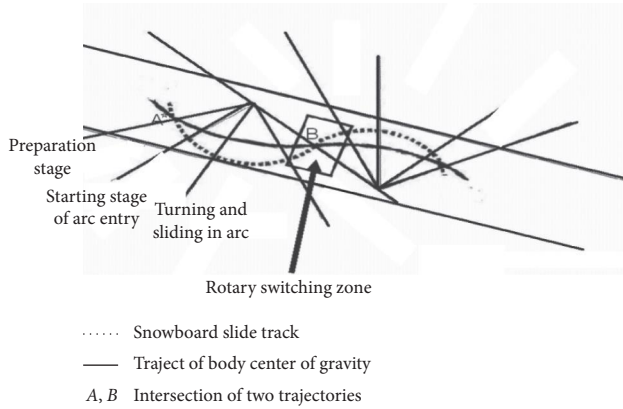 A
B
Preparation
stage
Starting stage
of arc entry
Turning and
sliding in arc
Rotary switching zone
Snowboard slide track
Traject of body center of gravity
A, B Intersection of two trajectories